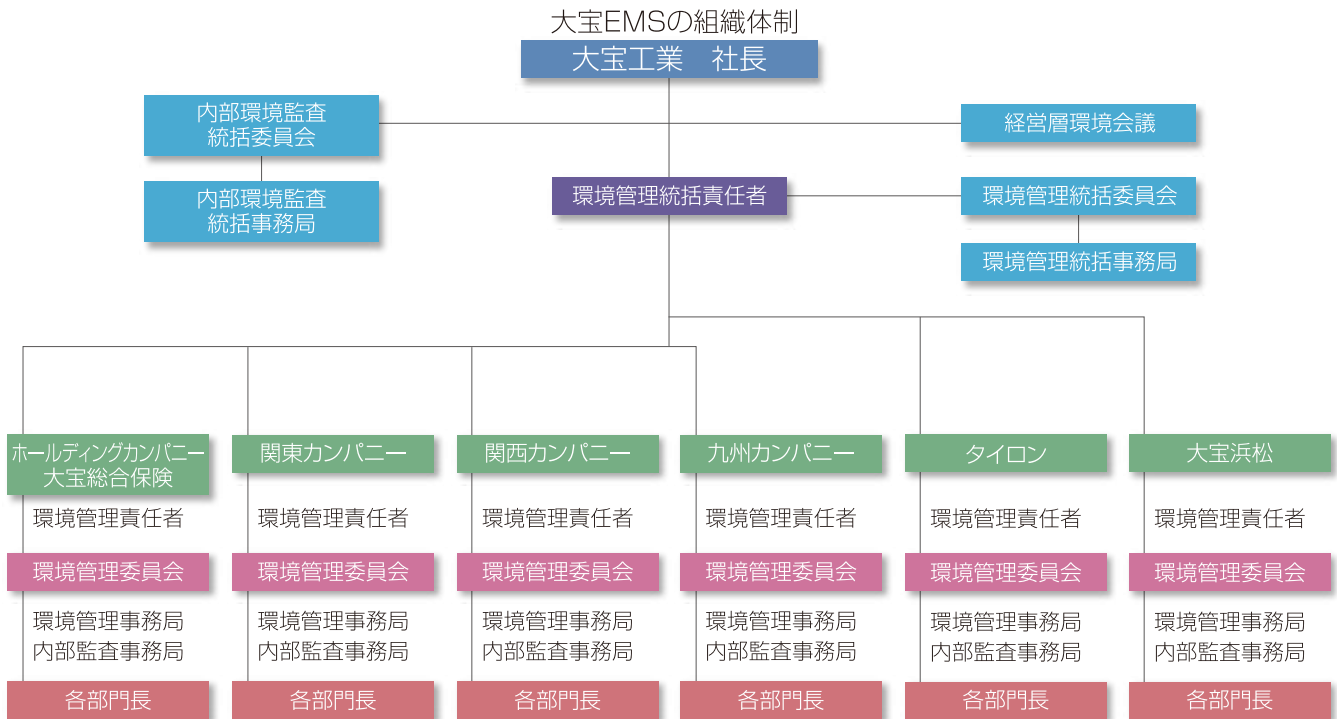 大宝EMSの組織体制
大宝工業　社長
内部環境監査
統括委員会
経営層環境会議
内部環境監査
統括事務局
環境管理統括責任者
環境管理統括委員会
環境管理統括事務局
ホールディングカンパニー
大宝総合保険
関東カンパニー
関西カンパニー
九州カンパニー
タイロン
大宝浜松
環境管理責任者
環境管理責任者
環境管理責任者
環境管理責任者
環境管理責任者
環境管理責任者
環境管理委員会
環境管理委員会
環境管理委員会
環境管理委員会
環境管理委員会
環境管理委員会
環境管理事務局
内部監査事務局
環境管理事務局
内部監査事務局
環境管理事務局
内部監査事務局
環境管理事務局
内部監査事務局
環境管理事務局
内部監査事務局
環境管理事務局
内部監査事務局
各部門長
各部門長
各部門長
各部門長
各部門長
各部門長